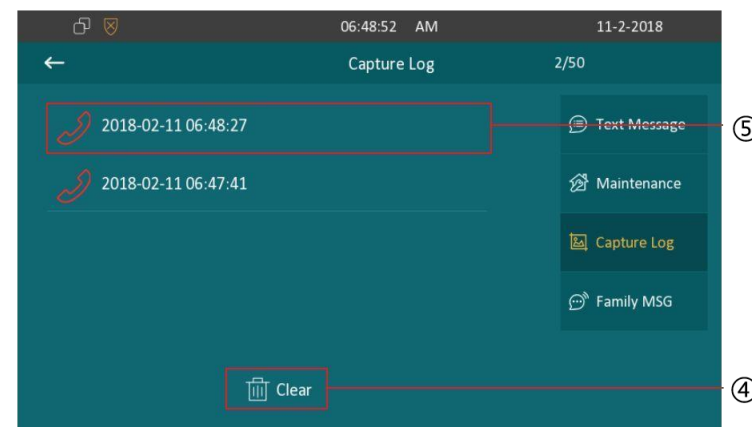 06:48:52 AM 11-2-2018
Capture Log 2/50
2018-02-11 06:48:27
Text Message
⑤
2018-02-11 06:47:41
Maintenance
Capture Log
Family MSG
Clear
④